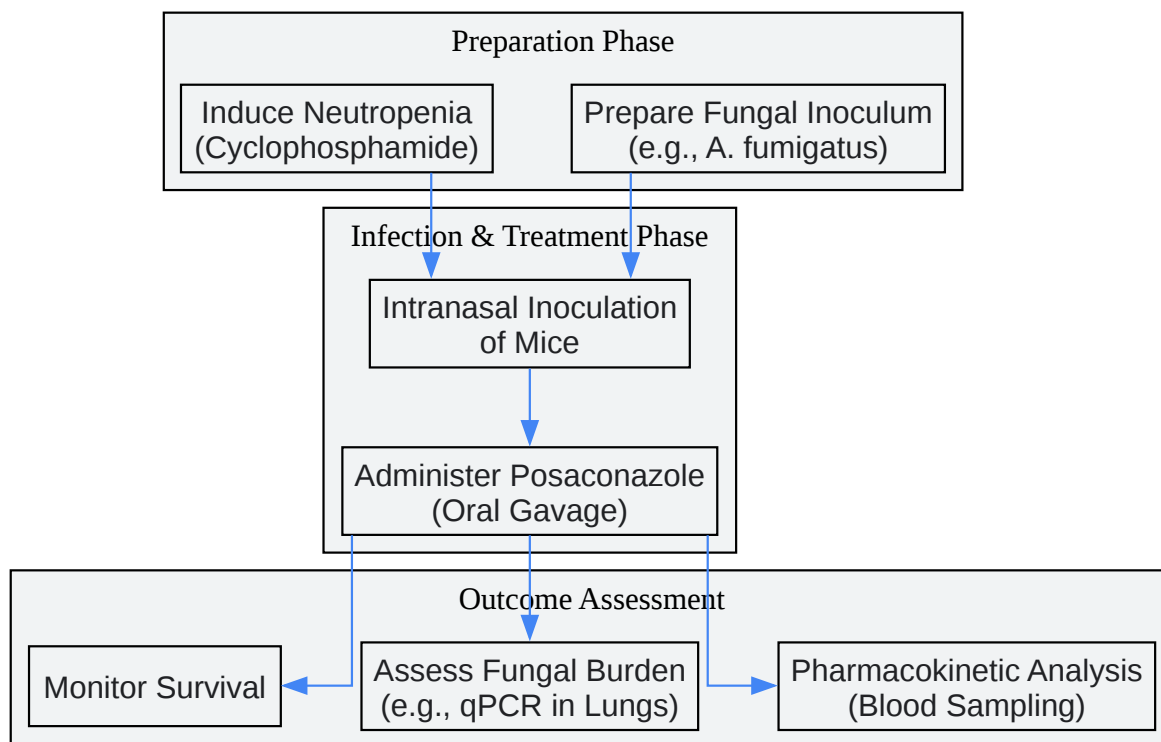 Preparation Phase
Induce Neutropenia
(Cyclophosphamide)
Prepare Fungal Inoculum
(e.g., A. fumigatus)
Infection & Treatment Phase
Intranasal Inoculation
of Mice
Administer Posaconazole
(Oral Gavage)
Outcome Assessment
Monitor Survival
Assess Fungal Burden
(e.g., qPCR in Lungs)
Pharmacokinetic Analysis
(Blood Sampling)